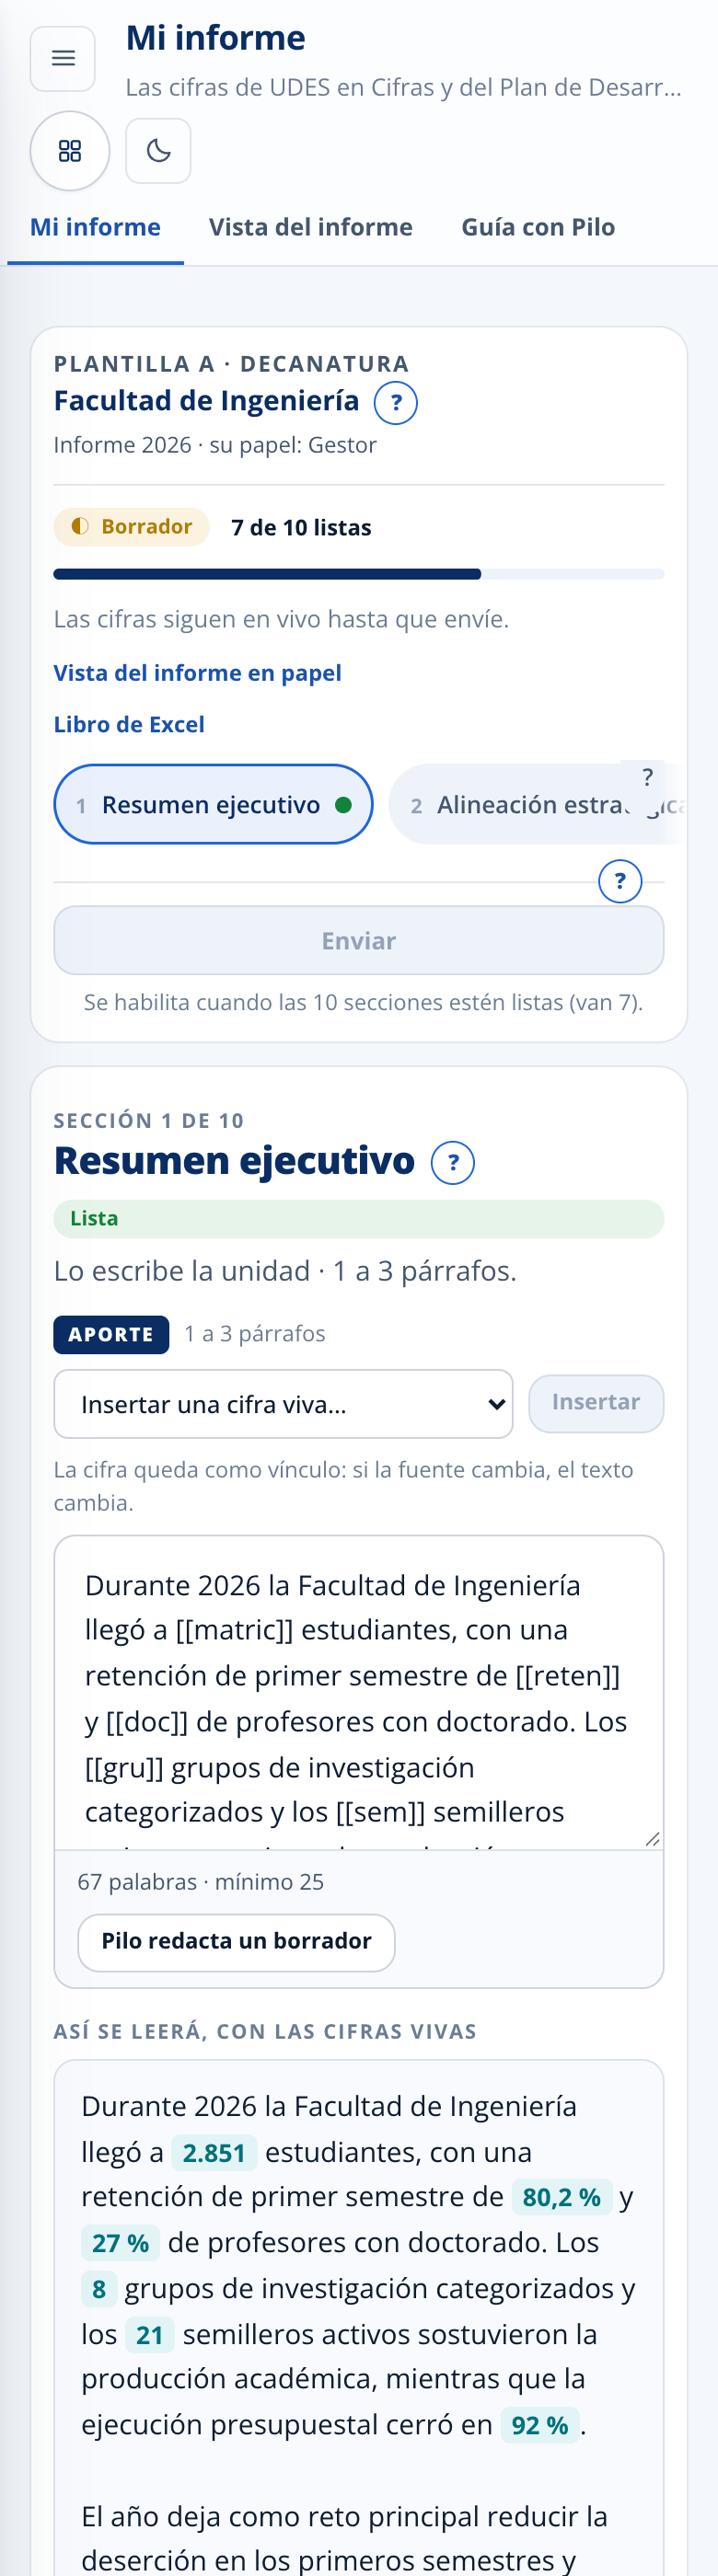 Mi informe
Las cifras de UDES en Cifras y del Plan de Desarr...
Mi informe
Vista del informe
Guía con Pilo
PLANTILLA A · DECANATURA
Facultad de Ingeniería ?
Informe 2026 · su papel: Gestor
Borrador 7 de 10 listas
Las cifras siguen en vivo hasta que envíe.
Vista del informe en papel
Libro de Excel
1 Resumen ejecutivo
2 Alineación
?
?
Enviar
Se habilita cuando las 10 secciones estén listas (van 7).
SECCIÓN 1 DE 10
Resumen ejecutivo ?
Lista
Lo escribe la unidad · 1 a 3 párrafos.
APORTE 1 a 3 párrafos
Insertar una cifra viva... Insertar
La cifra queda como vínculo: si la fuente cambia, el texto
cambia.
Durante 2026 la Facultad de Ingeniería
llegó a [[matric]] estudiantes, con una
retención de primer semestre de [[reten]]
y [[doc]] de profesores con doctorado. Los
[[gru]] grupos de investigación
categorizados y los [[sem]] semilleros
67 palabras · mínimo 25
Pilo redacta un borrador
ASÍ SE LEERÁ, CON LAS CIFRAS VIVAS
Durante 2026 la Facultad de Ingeniería
llegó a 2.851 estudiantes, con una
retención de primer semestre de 80,2 % y
27 % de profesores con doctorado. Los
8 grupos de investigación categorizados y
los 21 semilleros activos sostuvieron la
producción académica, mientras que la
ejecución presupuestal cerró en 92 %.
El año deja como reto principal reducir la
deserción en los primeros semestres y